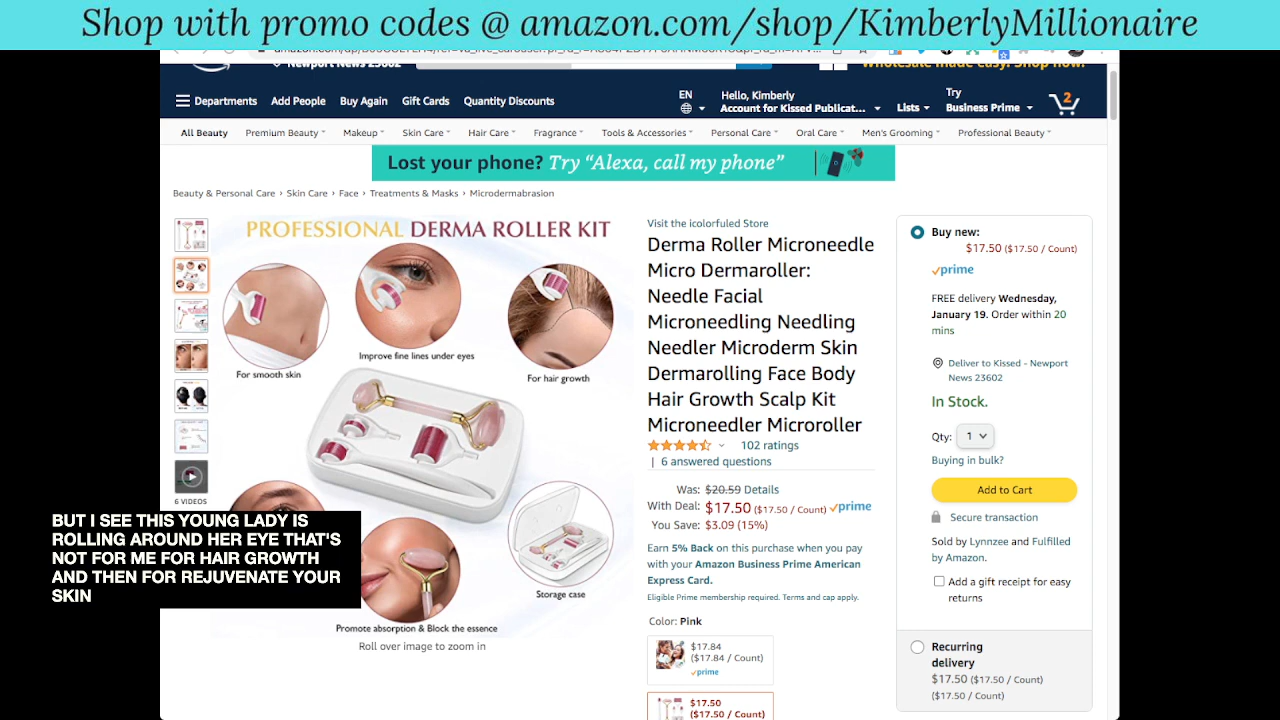 Shop with promo codes @ amazon.com/shop/KimberlyMillionaire
Newport News 23602
Wholesale made easy. Shop now!
Departments Add People Buy Again Gift Cards Quantity Discounts
EN
Hello, Kimberly
Account for Kissed Publicat...
Lists
Try
Business Prime
2
All Beauty Premium Beauty Makeup Skin Care Hair Care Fragrance Tools & Accessories Personal Care Oral Care Men's Grooming Professional Beauty
Lost your phone? Try “Alexa, call my phone”
Beauty & Personal Care › Skin Care › Face › Treatments & Masks › Microdermabrasion
PROFESSIONAL DERMA ROLLER KIT
For smooth skin
Improve fine lines under eyes
For hair growth
Storage case
Promote absorption & Block the essence
Roll over image to zoom in
6 VIDEOS
BUT I SEE THIS YOUNG LADY IS
ROLLING AROUND HER EYE THAT'S
NOT FOR ME FOR HAIR GROWTH
AND THEN FOR REJUVENATE YOUR
SKIN
Visit the icolorfuled Store
Derma Roller Microneedle
Micro Dermaroller:
Needle Facial
Microneedling Needling
Needler Microderm Skin
Dermarolling Face Body
Hair Growth Scalp Kit
Microneedler Microroller
102 ratings
| 6 answered questions
Was: $20.59 Details
With Deal: $17.50 ($17.50 / Count) prime
You Save: $3.09 (15%)
Earn 5% Back on this purchase when you pay
with your Amazon Business Prime American
Express Card.
Eligible Prime membership required. Terms and cap apply.
Color: Pink
$17.84
($17.84 / Count)
prime
$17.50
($17.50 / Count)
Buy new:
$17.50 ($17.50 / Count)
prime
FREE delivery Wednesday,
January 19. Order within 20
mins
Deliver to Kissed - Newport
News 23602
In Stock.
Qty: 1
Buying in bulk?
Add to Cart
Secure transaction
Sold by Lynnzee and Fulfilled
by Amazon.
Add a gift receipt for easy
returns
Recurring
delivery
$17.50 ($17.50 / Count)
($17.50 / Count)